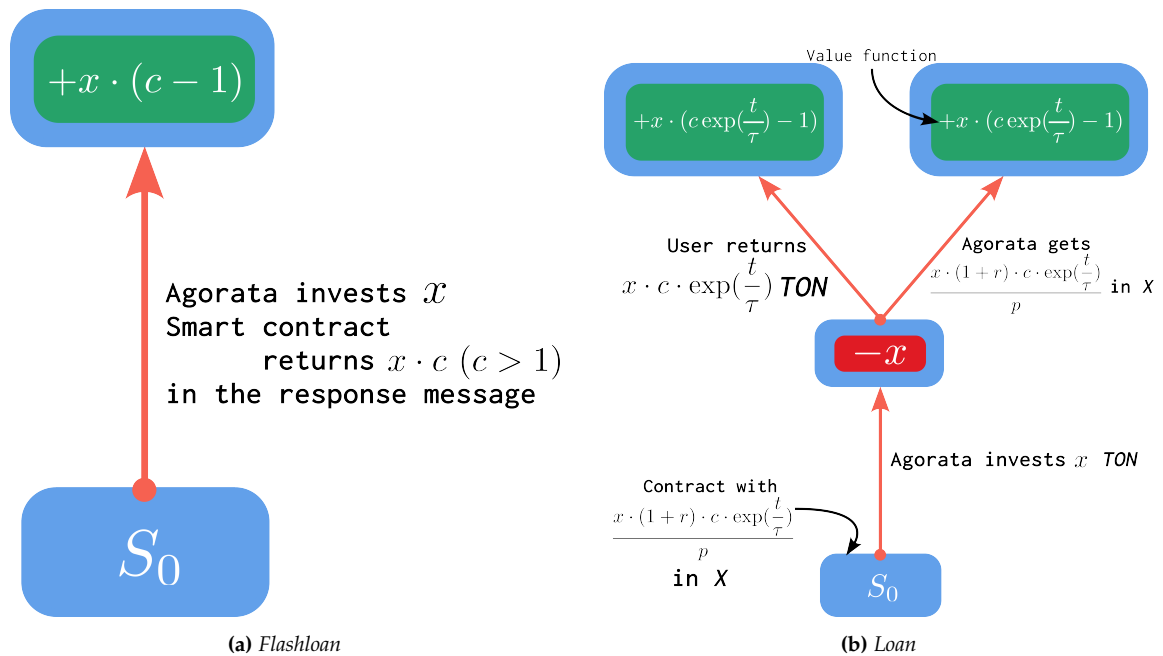 +x · (c − 1)
Agorata invests x
Smart contract
returns x · c (c > 1)
in the response message
S₀
(a) Flashloan
Value function
+x · (c exp(t/τ) − 1)
+x · (c exp(t/τ) − 1)
User returns
x · c · exp(t/τ) TON
Agorata gets
x · (1 + r) · c · exp(t/τ) / p in X
−x
Agorata invests x TON
Contract with
x · (1 + r) · c · exp(t/τ) / p
in X
S₀
(b) Loan